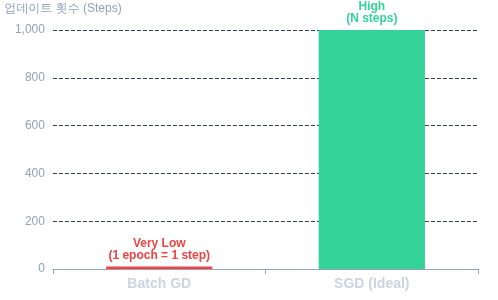 업데이트 횟수 (Steps)
High
(N steps)
1,000
800
600
400
200
0
Very Low
(1 epoch = 1 step)
Batch GD
SGD (Ideal)